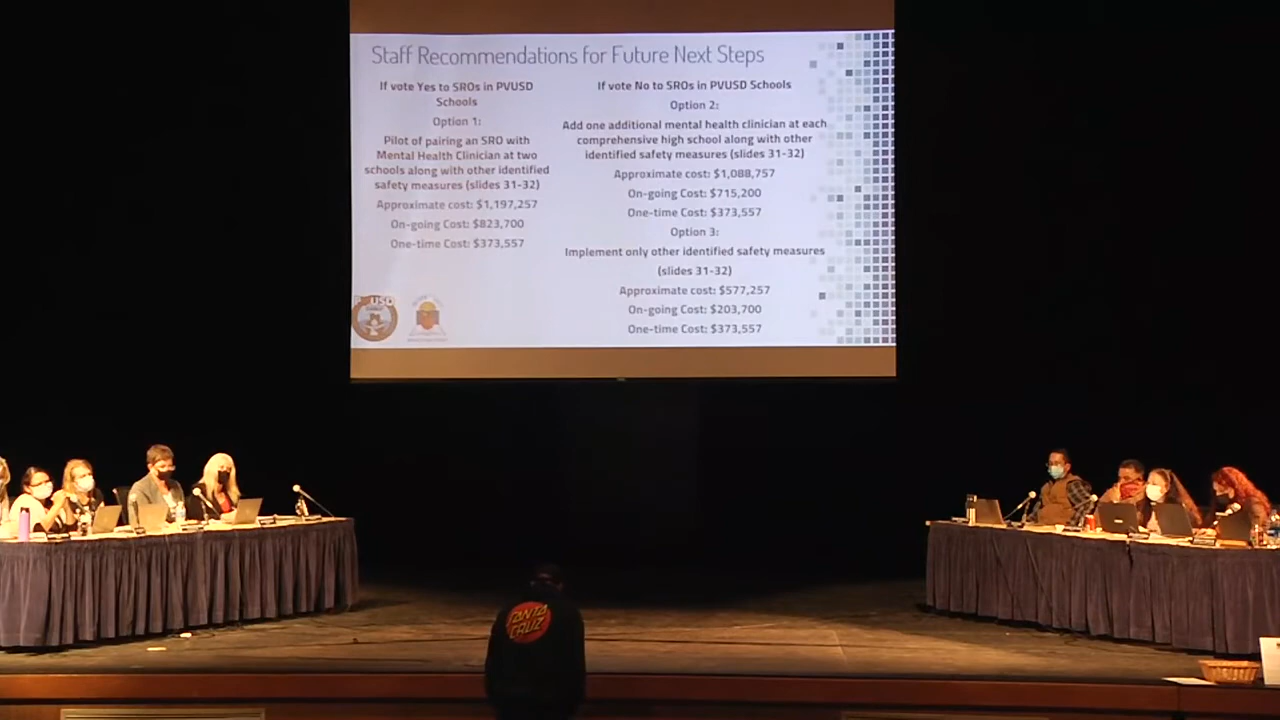 Staff Recommendations for Future Next Steps
If vote Yes to SROs in PVUSD
Schools
Option 1:
Pilot of pairing an SRO with
Mental Health Clinician at two
schools along with other identified
safety measures (slides 31-32)
Approximate cost: $1,197,257
On-going Cost: $823,700
One-time Cost: $373,557
If vote No to SROs in PVUSD Schools
Option 2:
Add one additional mental health clinician at each
comprehensive high school along with other
identified safety measures (slides 31-32)
Approximate cost: $1,088,757
On-going Cost: $715,200
One-time Cost: $373,557
Option 3:
Implement only other identified safety measures
(slides 31-32)
Approximate cost: $577,257
On-going Cost: $203,700
One-time Cost: $373,557
SANTA
CRUZ